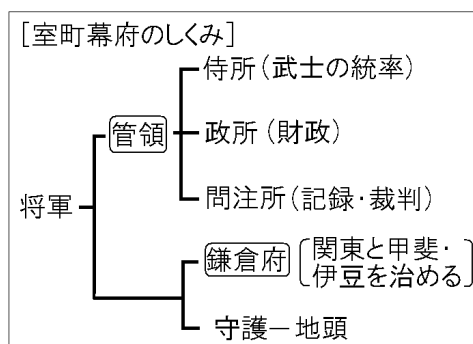 [室町幕府のしくみ]
侍所(武士の統率)
管領
政所(財政)
問注所(記録・裁判)
将軍
鎌倉府
関東と甲斐・
伊豆を治める
守護ー地頭